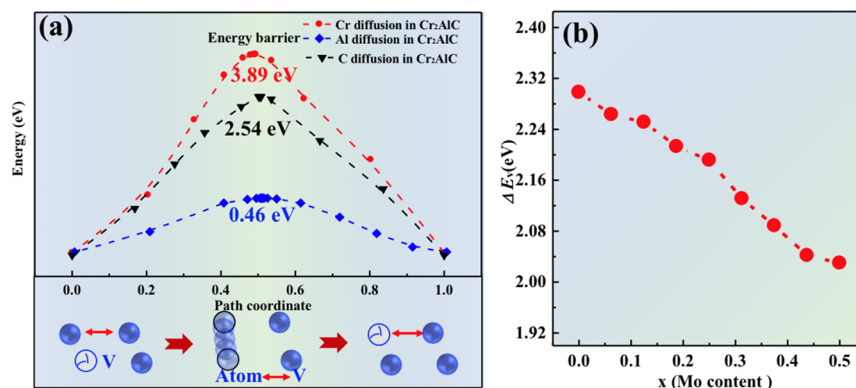 (a)
Energy barrier
Cr diffusion in Cr₂AlC
Al diffusion in Cr₂AlC
C diffusion in Cr₂AlC
3.89 eV
2.54 eV
0.46 eV
Energy (eV)
0.0 0.2 0.4 0.6 0.8 1.0
Path coordinate
V
Atom V
V
(b)
2.40
2.32
2.24
2.16
2.08
2.00
1.92
ΔEᵥ(eV)
0.0 0.1 0.2 0.3 0.4 0.5
x (Mo content )